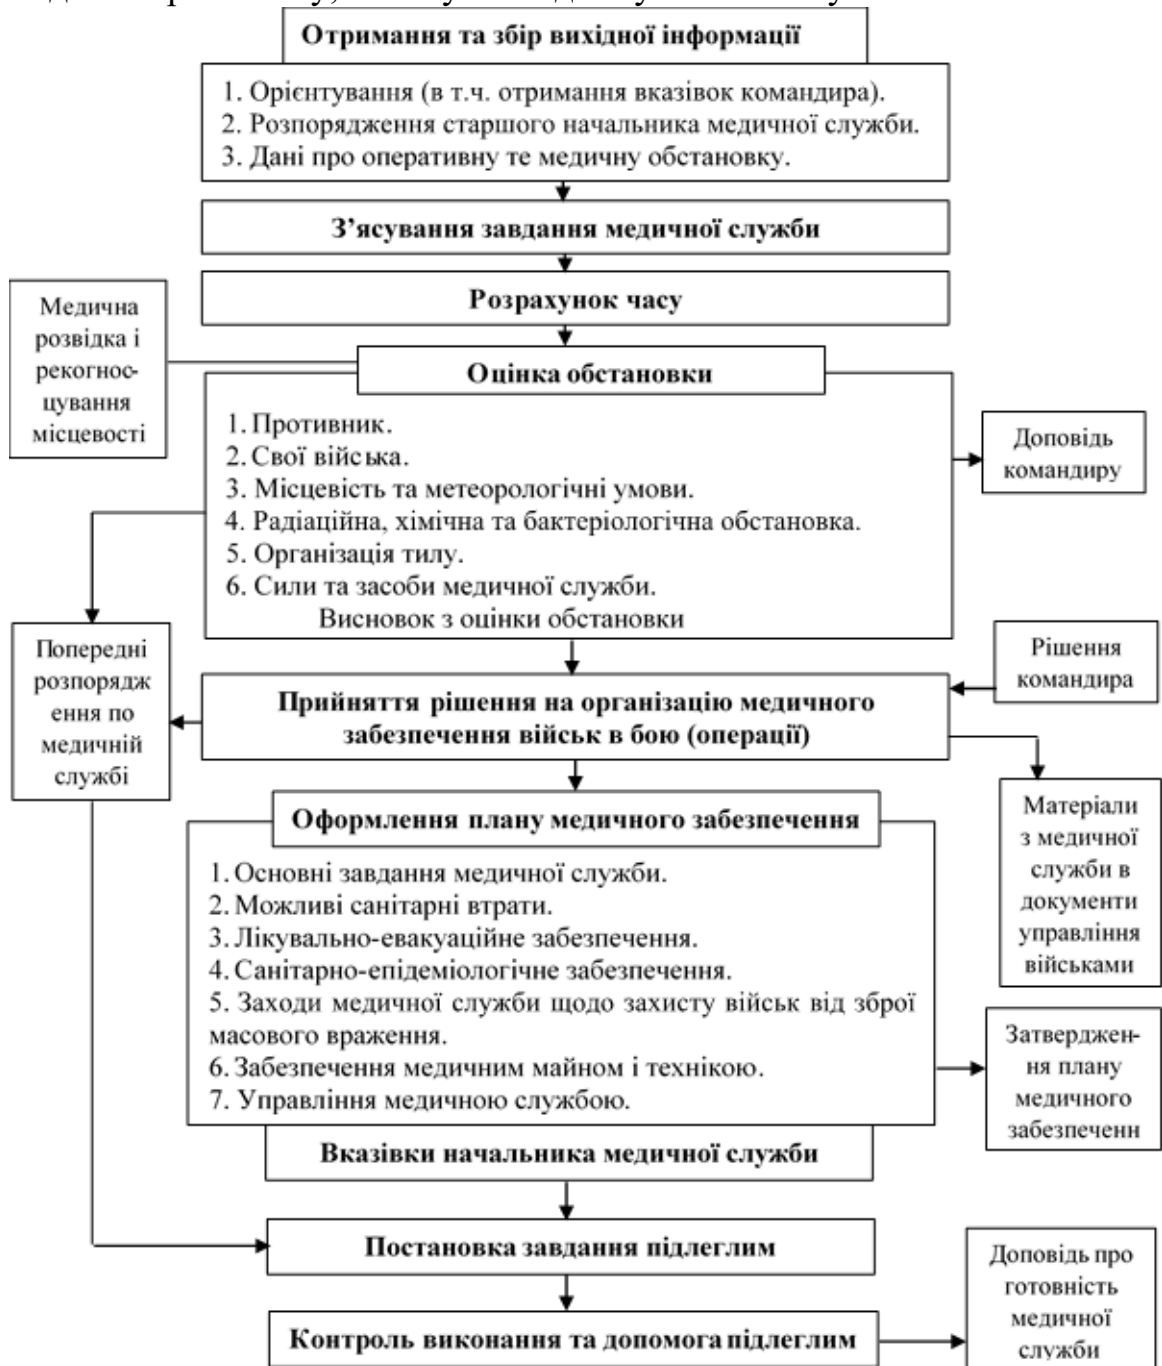 Отримання та збір вихідної інформації
1. Орієнтування (в т.ч. отримання вказівок командира).
2. Розпорядження старшого начальника медичної служби.
3. Дані про оперативну те медичну обстановку.
З’ясування завдання медичної служби
Розрахунок часу
Медична
розвідка і
рекогнос-
цування
місцевості
Оцінка обстановки
1. Противник.
2. Свої війська.
3. Місцевість та метеорологічні умови.
4. Радіаційна, хімічна та бактеріологічна обстановка.
5. Організація тилу.
6. Сили та засоби медичної служби.
Висновок з оцінки обстановки
Доповідь
командиру
Попередні
розпорядж
ення по
медичній
службі
Рішення
командира
Прийняття рішення на організацію медичного
забезпечення військ в бою (операції)
Матеріали
з медичної
служби в
документи
управління
військами
Оформлення плану медичного забезпечення
1. Основні завдання медичної служби.
2. Можливі санітарні втрати.
3. Лікувально-евакуаційне забезпечення.
4. Санітарно-епідеміологічне забезпечення.
5. Заходи медичної служби щодо захисту військ від зброї
масового враження.
6. Забезпечення медичним майном і технікою.
7. Управління медичною службою.
Затверджен-
ня плану
медичного
забезпеченн
Вказівки начальника медичної служби
Постановка завдання підлеглим
Контроль виконання та допомога підлеглим
Доповідь про
готовність
медичної
служби